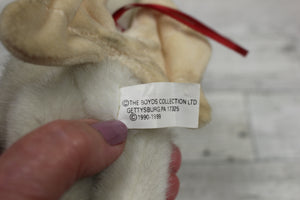 ©THE BOYDS COLLECTION LTD
GETTYSBURG PA 17325
©1990-1999